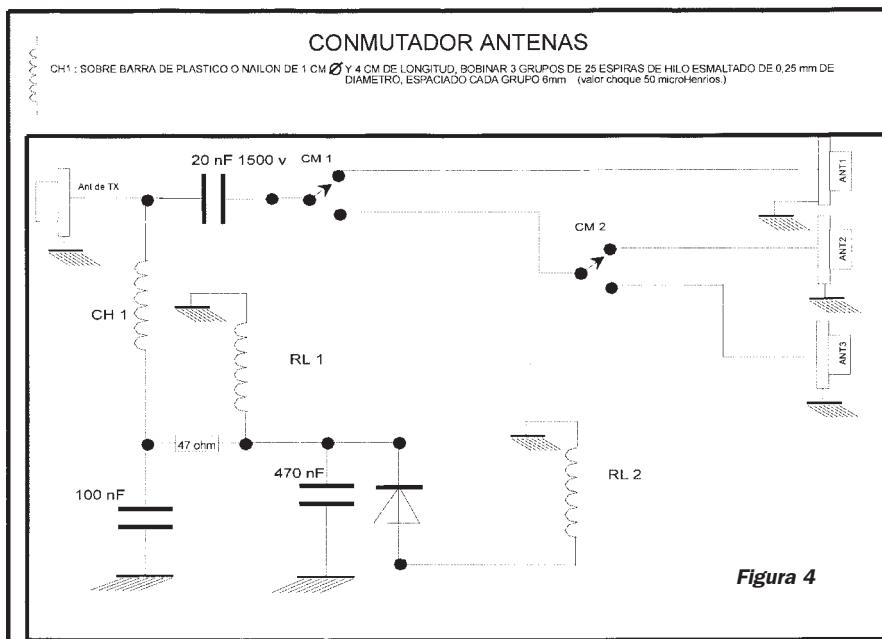 CONMUTADOR ANTENAS
CH1 : SOBRE BARRA DE PLASTICO O NAILON DE 1 CM Ø Y 4 CM DE LONGITUD, BOBINAR 3 GRUPOS DE 25 ESPIRAS DE HILO ESMALTADO DE 0,25 mm DE
DIAMETRO, ESPACIADO CADA GRUPO 6mm (valor choque 50 microHenrios.)
20 nF 1500 v
CM 1
Ant de TX
ANT1
CM 2
ANT2
CH 1
RL 1
ANT3
47 ohm
470 nF
RL 2
100 nF
Figura 4